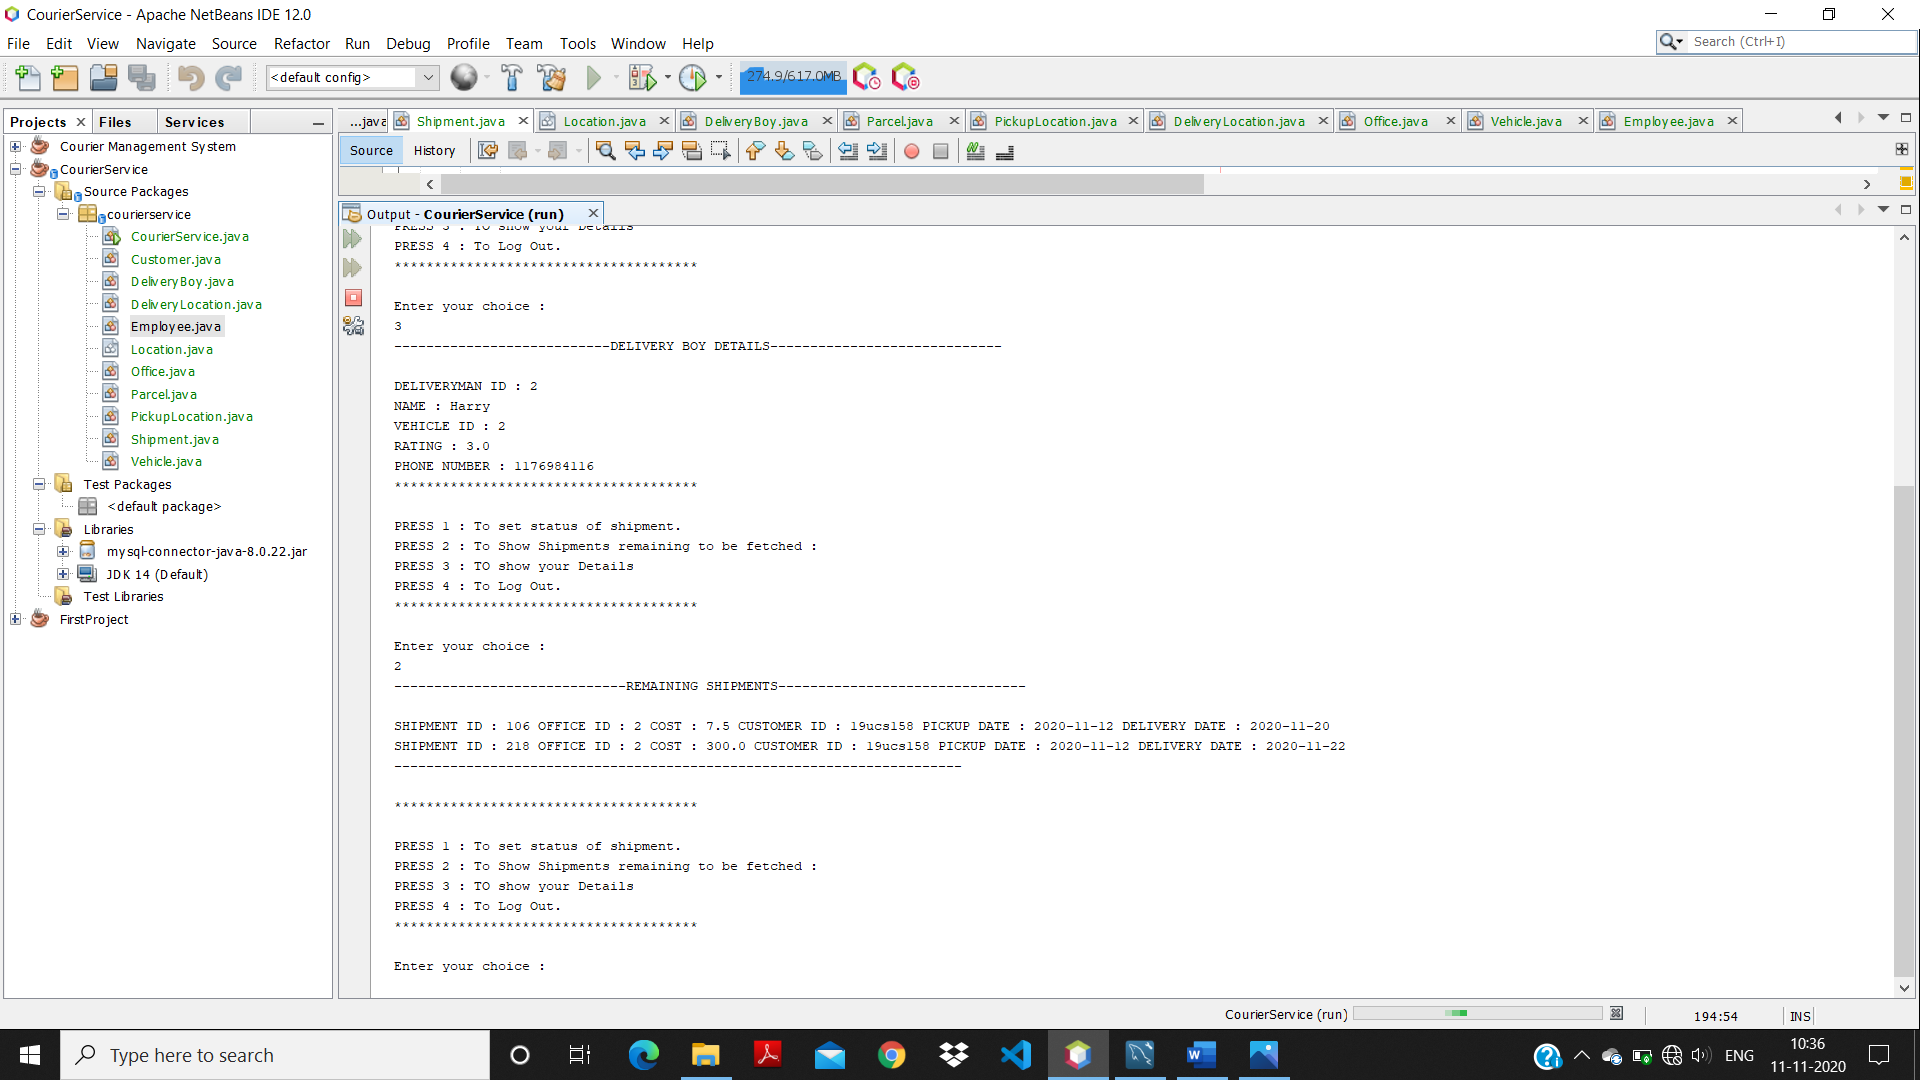 CourierService - Apache NetBeans IDE 12.0
File Edit View Navigate Source Refactor Run Debug Profile Team Tools Window Help
Search (Ctrl+I)
<default config>
274.9/617.0MB
Projects Files Services
...java Shipment.java Location.java DeliveryBoy.java Parcel.java PickupLocation.java DeliveryLocation.java Office.java Vehicle.java Employee.java
Source History
Courier Management System
CourierService
Source Packages
courierservice
CourierService.java
Customer.java
DeliveryBoy.java
DeliveryLocation.java
Employee.java
Location.java
Office.java
Parcel.java
PickupLocation.java
Shipment.java
Vehicle.java
Test Packages
<default package>
Libraries
mysql-connector-java-8.0.22.jar
JDK 14 (Default)
Test Libraries
FirstProject
Output - CourierService (run)
PRESS 3 : TO show your Details
PRESS 4 : To Log Out.
**************************************
Enter your choice :
3
---------------------------DELIVERY BOY DETAILS-----------------------------
DELIVERYMAN ID : 2
NAME : Harry
VEHICLE ID : 2
RATING : 3.0
PHONE NUMBER : 1176984116
**************************************
PRESS 1 : To set status of shipment.
PRESS 2 : To Show Shipments remaining to be fetched :
PRESS 3 : TO show your Details
PRESS 4 : To Log Out.
**************************************
Enter your choice :
2
-----------------------------REMAINING SHIPMENTS-------------------------------
SHIPMENT ID : 106 OFFICE ID : 2 COST : 7.5 CUSTOMER ID : 19ucs158 PICKUP DATE : 2020-11-12 DELIVERY DATE : 2020-11-20
SHIPMENT ID : 218 OFFICE ID : 2 COST : 300.0 CUSTOMER ID : 19ucs158 PICKUP DATE : 2020-11-12 DELIVERY DATE : 2020-11-22
-----------------------------------------------------------------------
**************************************
PRESS 1 : To set status of shipment.
PRESS 2 : To Show Shipments remaining to be fetched :
PRESS 3 : TO show your Details
PRESS 4 : To Log Out.
**************************************
Enter your choice :
CourierService (run)
194:54
INS
Type here to search
ENG
10:36
11-11-2020